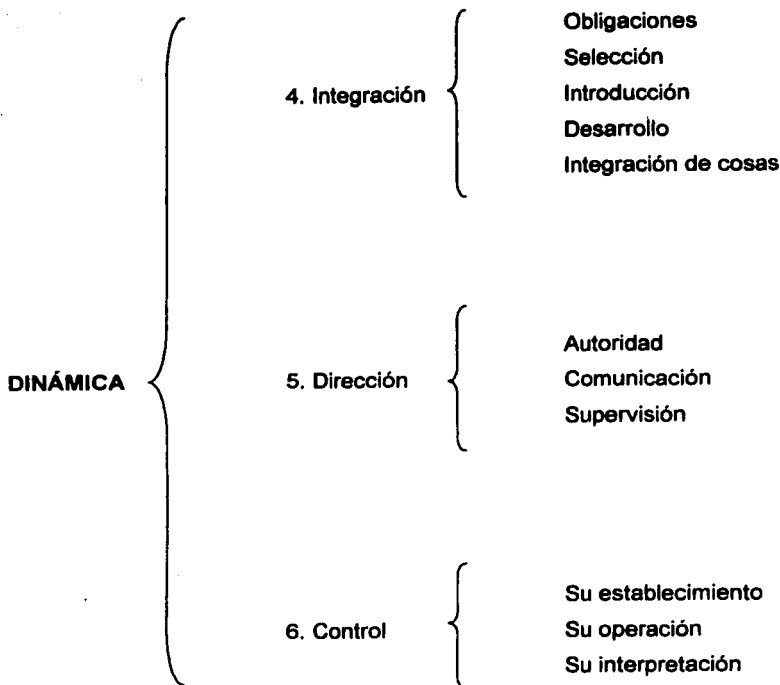 Obligaciones
Selección
4. Integración
Introducción
Desarrollo
Integración de cosas
Autoridad
DINÁMICA
5. Dirección
Comunicación
Supervisión
Su establecimiento
6. Control
Su operación
Su interpretación